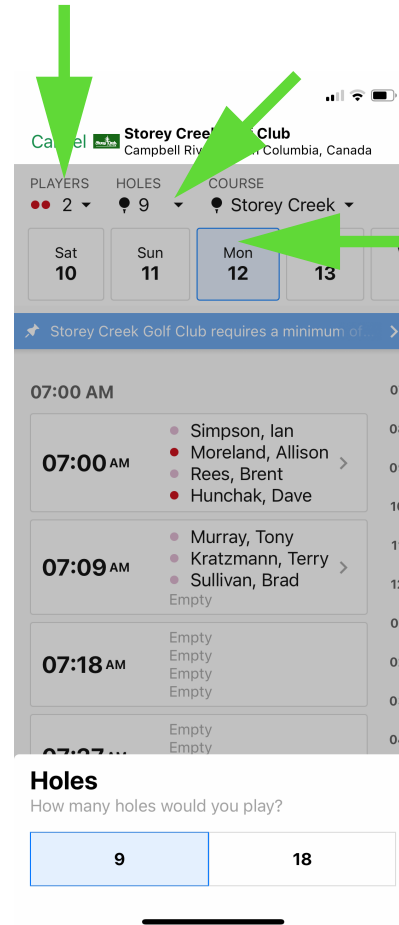 Storey Cree Club
Campbell Columbia, Canada
PLAYERS HOLES COURSE
2 9 Storey Creek
Sat Sun Mon
10 11 12 13
Storey Creek Golf Club requires a minimum of...
07:00 AM
07:00 AM
Simpson, Ian
Moreland, Allison
Rees, Brent
Hunchak, Dave
07:09 AM
Murray, Tony
Kratzmann, Terry
Sullivan, Brad
Empty
07:18 AM
Empty
Empty
Empty
Empty
Empty
Empty
Holes
How many holes would you play?
9 18